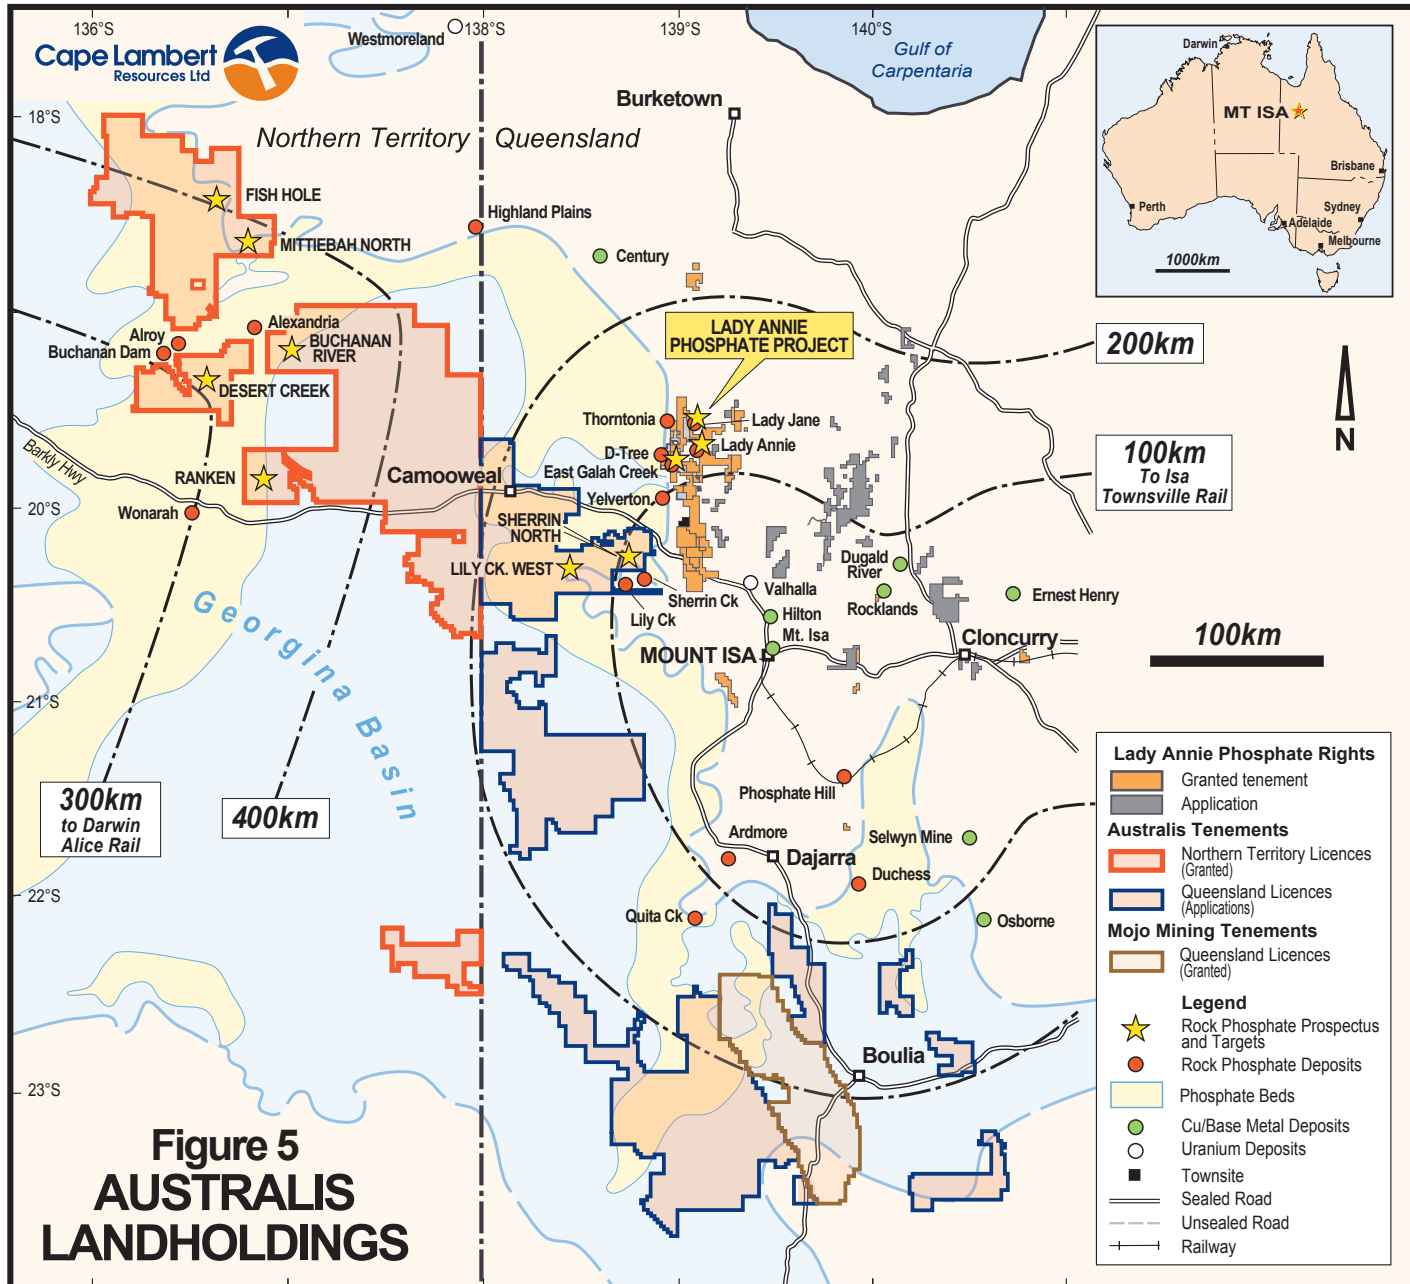 136°S
138°S
139°S
140°S
Westmoreland
Cape Lambert
Resources Ltd
Gulf of
Carpentaria
Darwin
MT ISA
Brisbane
Perth
Sydney
Adelaide
Melbourne
1000km
18°S
Burketown
Northern Territory
Queensland
FISH HOLE
Highland Plains
MITTIEBAH NORTH
Century
Alexandria
Alroy
Buchanan Dam
BUCHANAN
RIVER
DESERT CREEK
LADY ANNIE
PHOSPHATE PROJECT
200km
N
Thorntonia
Lady Jane
Lady Annie
D-Tree
East Galah Creek
100km
To Isa
Townsville Rail
Barkly Hwy
RANKEN
Camooweal
Yelverton
20°S
Wonarah
SHERRIN
NORTH
LILY CK. WEST
Sherrin Ck
Lily Ck
Valhalla
Dugald
River
Rocklands
Ernest Henry
Hilton
Mt. Isa
MOUNT ISA
Cloncurry
100km
Georgina Basin
21°S
300km
to Darwin
Alice Rail
400km
Phosphate Hill
Ardmore
Selwyn Mine
Dajarra
Duchess
22°S
Quita Ck
Osborne
Boulia
23°S
Lady Annie Phosphate Rights
Granted tenement
Application
Australis Tenements
Northern Territory Licences
(Granted)
Queensland Licences
(Applications)
Mojo Mining Tenements
Queensland Licences
(Granted)
Legend
Rock Phosphate Prospectus
and Targets
Rock Phosphate Deposits
Phosphate Beds
Cu/Base Metal Deposits
Uranium Deposits
Townsite
Sealed Road
Unsealed Road
Railway
Figure 5
AUSTRALIS
LANDHOLDINGS